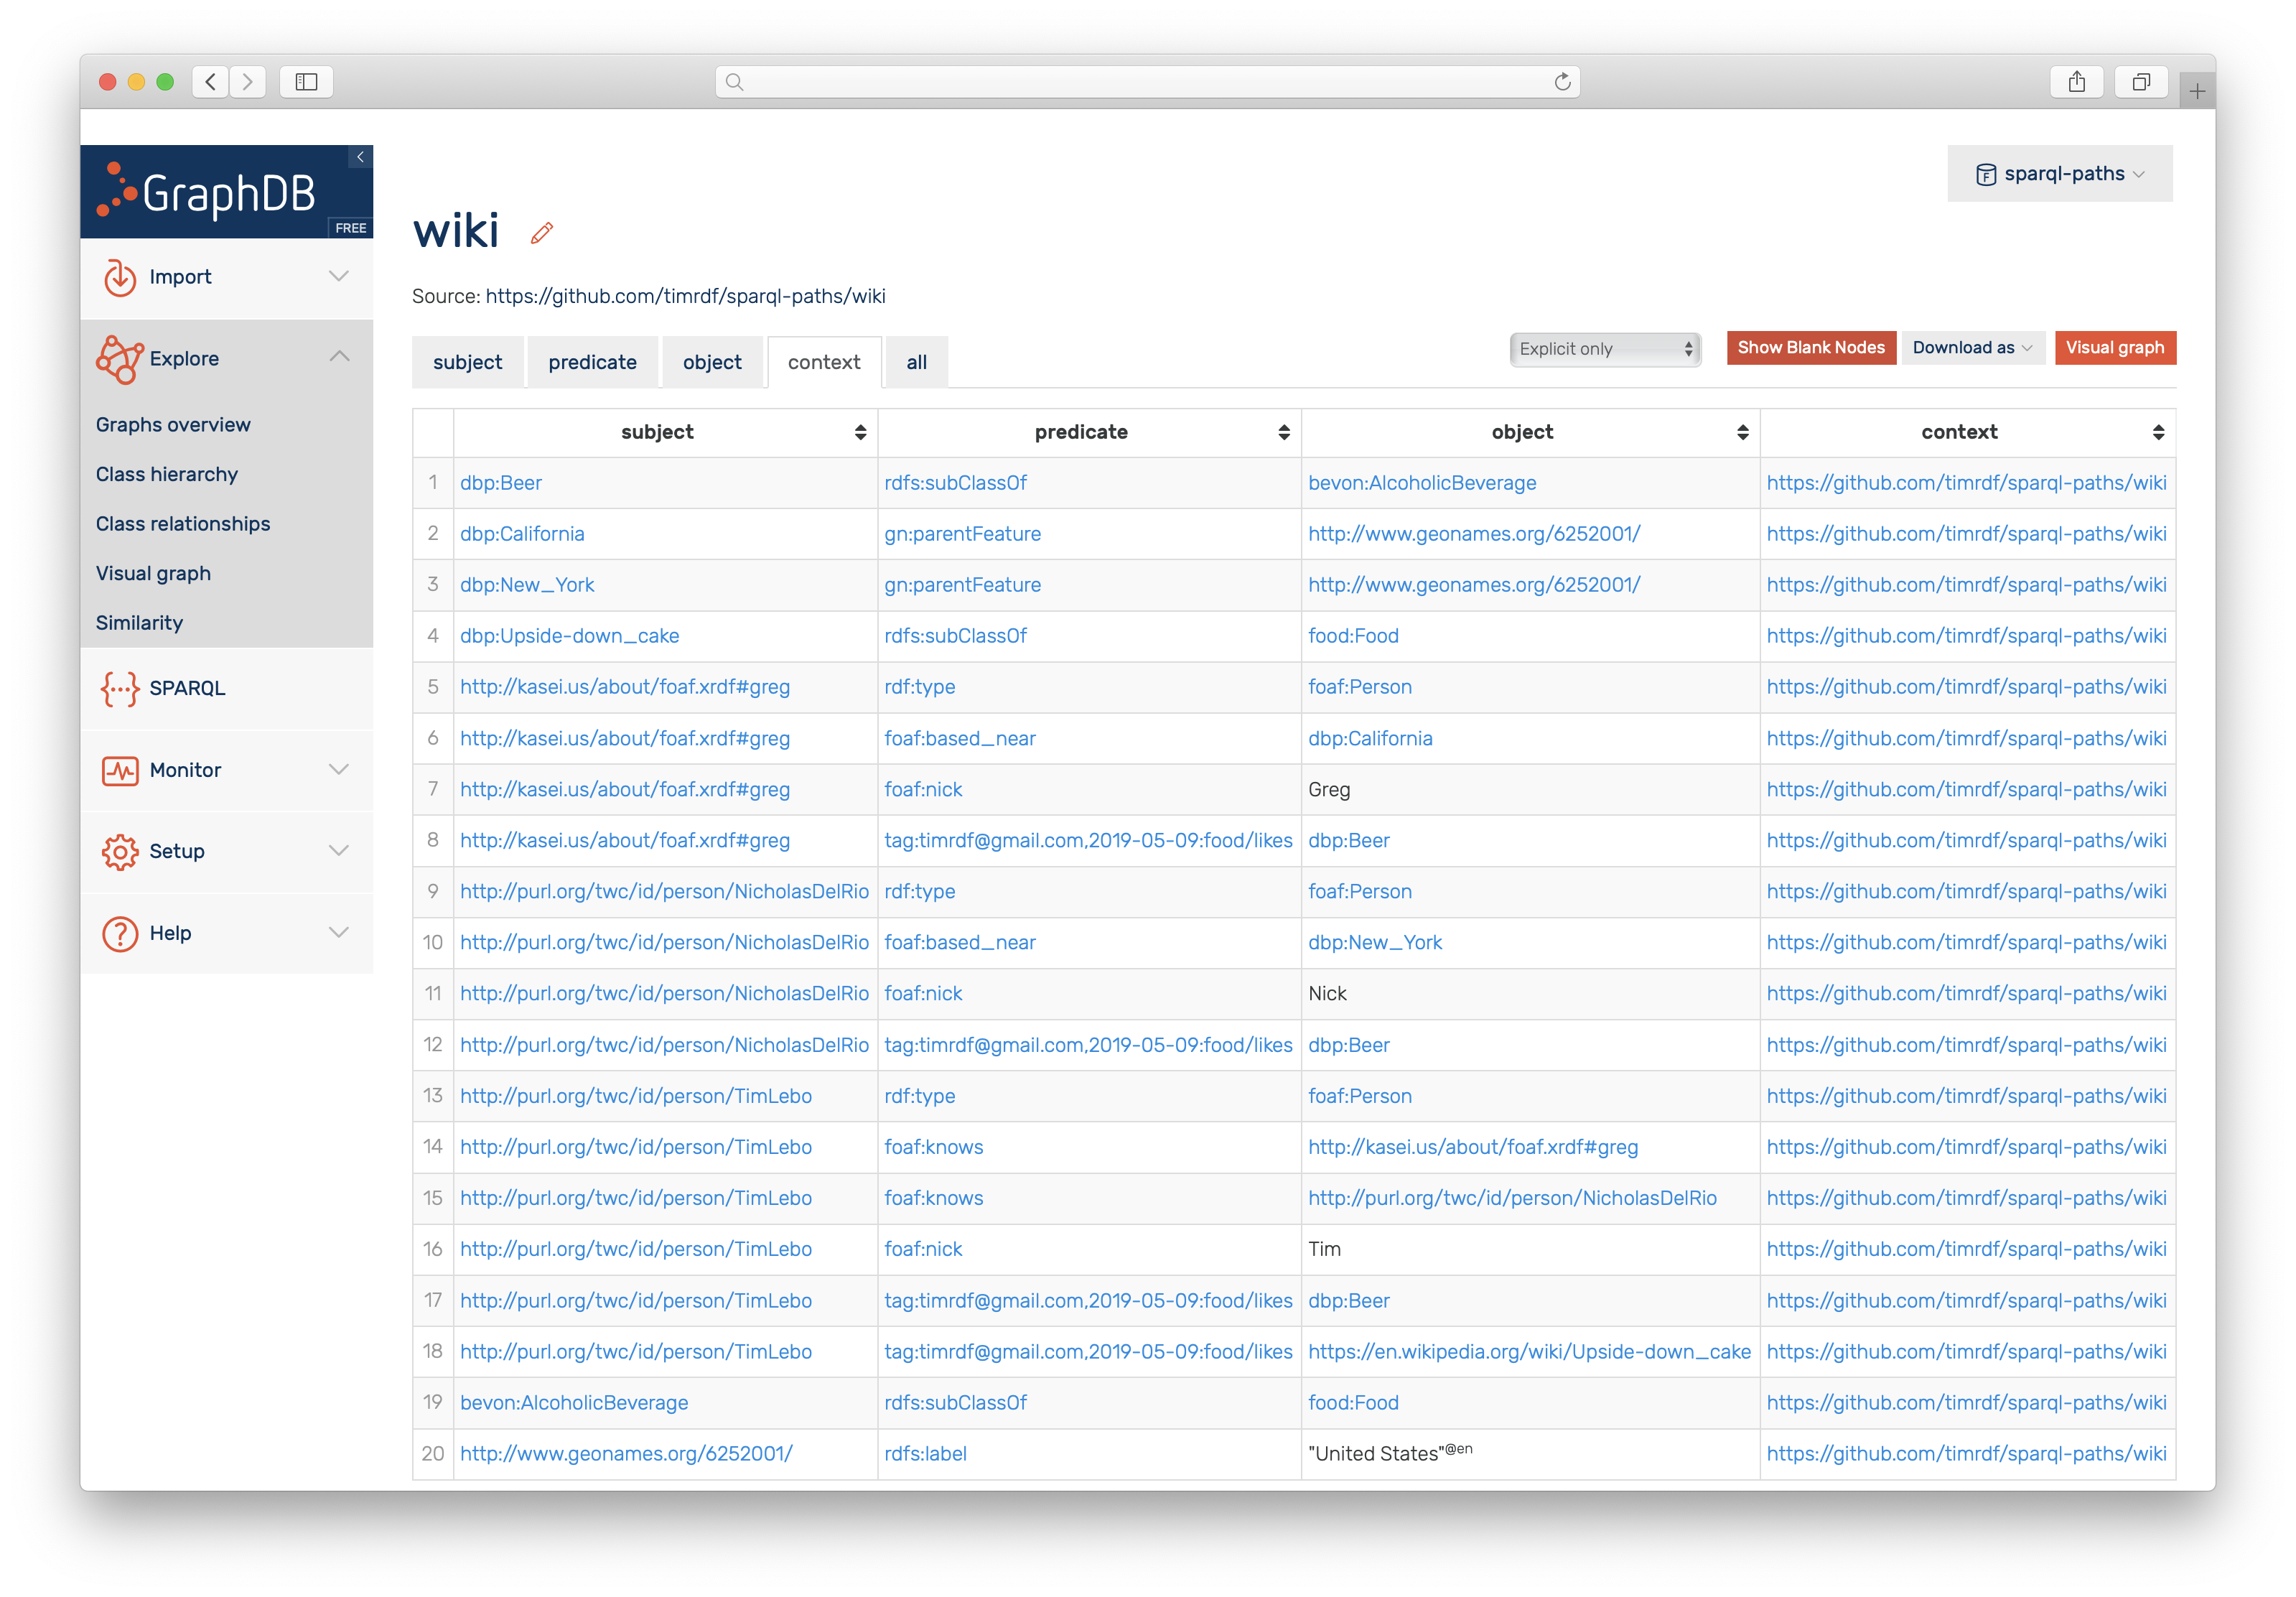 GraphDB
FREE
Import
Explore
Graphs overview
Class hierarchy
Class relationships
Visual graph
Similarity
SPARQL
Monitor
Setup
Help
sparql-paths
wiki
Source: https://github.com/timrdf/sparql-paths/wiki
subject predicate object context all Explicit only Show Blank Nodes Download as Visual graph
subject predicate object context
1 dbp:Beer rdfs:subClassOf bevon:AlcoholicBeverage https://github.com/timrdf/sparql-paths/wiki
2 dbp:California gn:parentFeature http://www.geonames.org/6252001/ https://github.com/timrdf/sparql-paths/wiki
3 dbp:New_York gn:parentFeature http://www.geonames.org/6252001/ https://github.com/timrdf/sparql-paths/wiki
4 dbp:Upside-down_cake rdfs:subClassOf food:Food https://github.com/timrdf/sparql-paths/wiki
5 http://kasei.us/about/foaf.xrdf#greg rdf:type foaf:Person https://github.com/timrdf/sparql-paths/wiki
6 http://kasei.us/about/foaf.xrdf#greg foaf:based_near dbp:California https://github.com/timrdf/sparql-paths/wiki
7 http://kasei.us/about/foaf.xrdf#greg foaf:nick Greg https://github.com/timrdf/sparql-paths/wiki
8 http://kasei.us/about/foaf.xrdf#greg tag:timrdf@gmail.com,2019-05-09:food/likes dbp:Beer https://github.com/timrdf/sparql-paths/wiki
9 http://purl.org/twc/id/person/NicholasDelRio rdf:type foaf:Person https://github.com/timrdf/sparql-paths/wiki
10 http://purl.org/twc/id/person/NicholasDelRio foaf:based_near dbp:New_York https://github.com/timrdf/sparql-paths/wiki
11 http://purl.org/twc/id/person/NicholasDelRio foaf:nick Nick https://github.com/timrdf/sparql-paths/wiki
12 http://purl.org/twc/id/person/NicholasDelRio tag:timrdf@gmail.com,2019-05-09:food/likes dbp:Beer https://github.com/timrdf/sparql-paths/wiki
13 http://purl.org/twc/id/person/TimLebo rdf:type foaf:Person https://github.com/timrdf/sparql-paths/wiki
14 http://purl.org/twc/id/person/TimLebo foaf:knows http://kasei.us/about/foaf.xrdf#greg https://github.com/timrdf/sparql-paths/wiki
15 http://purl.org/twc/id/person/TimLebo foaf:knows http://purl.org/twc/id/person/NicholasDelRio https://github.com/timrdf/sparql-paths/wiki
16 http://purl.org/twc/id/person/TimLebo foaf:nick Tim https://github.com/timrdf/sparql-paths/wiki
17 http://purl.org/twc/id/person/TimLebo tag:timrdf@gmail.com,2019-05-09:food/likes dbp:Beer https://github.com/timrdf/sparql-paths/wiki
18 http://purl.org/twc/id/person/TimLebo tag:timrdf@gmail.com,2019-05-09:food/likes https://en.wikipedia.org/wiki/Upside-down_cake https://github.com/timrdf/sparql-paths/wiki
19 bevon:AlcoholicBeverage rdfs:subClassOf food:Food https://github.com/timrdf/sparql-paths/wiki
20 http://www.geonames.org/6252001/ rdfs:label "United States"@en https://github.com/timrdf/sparql-paths/wiki